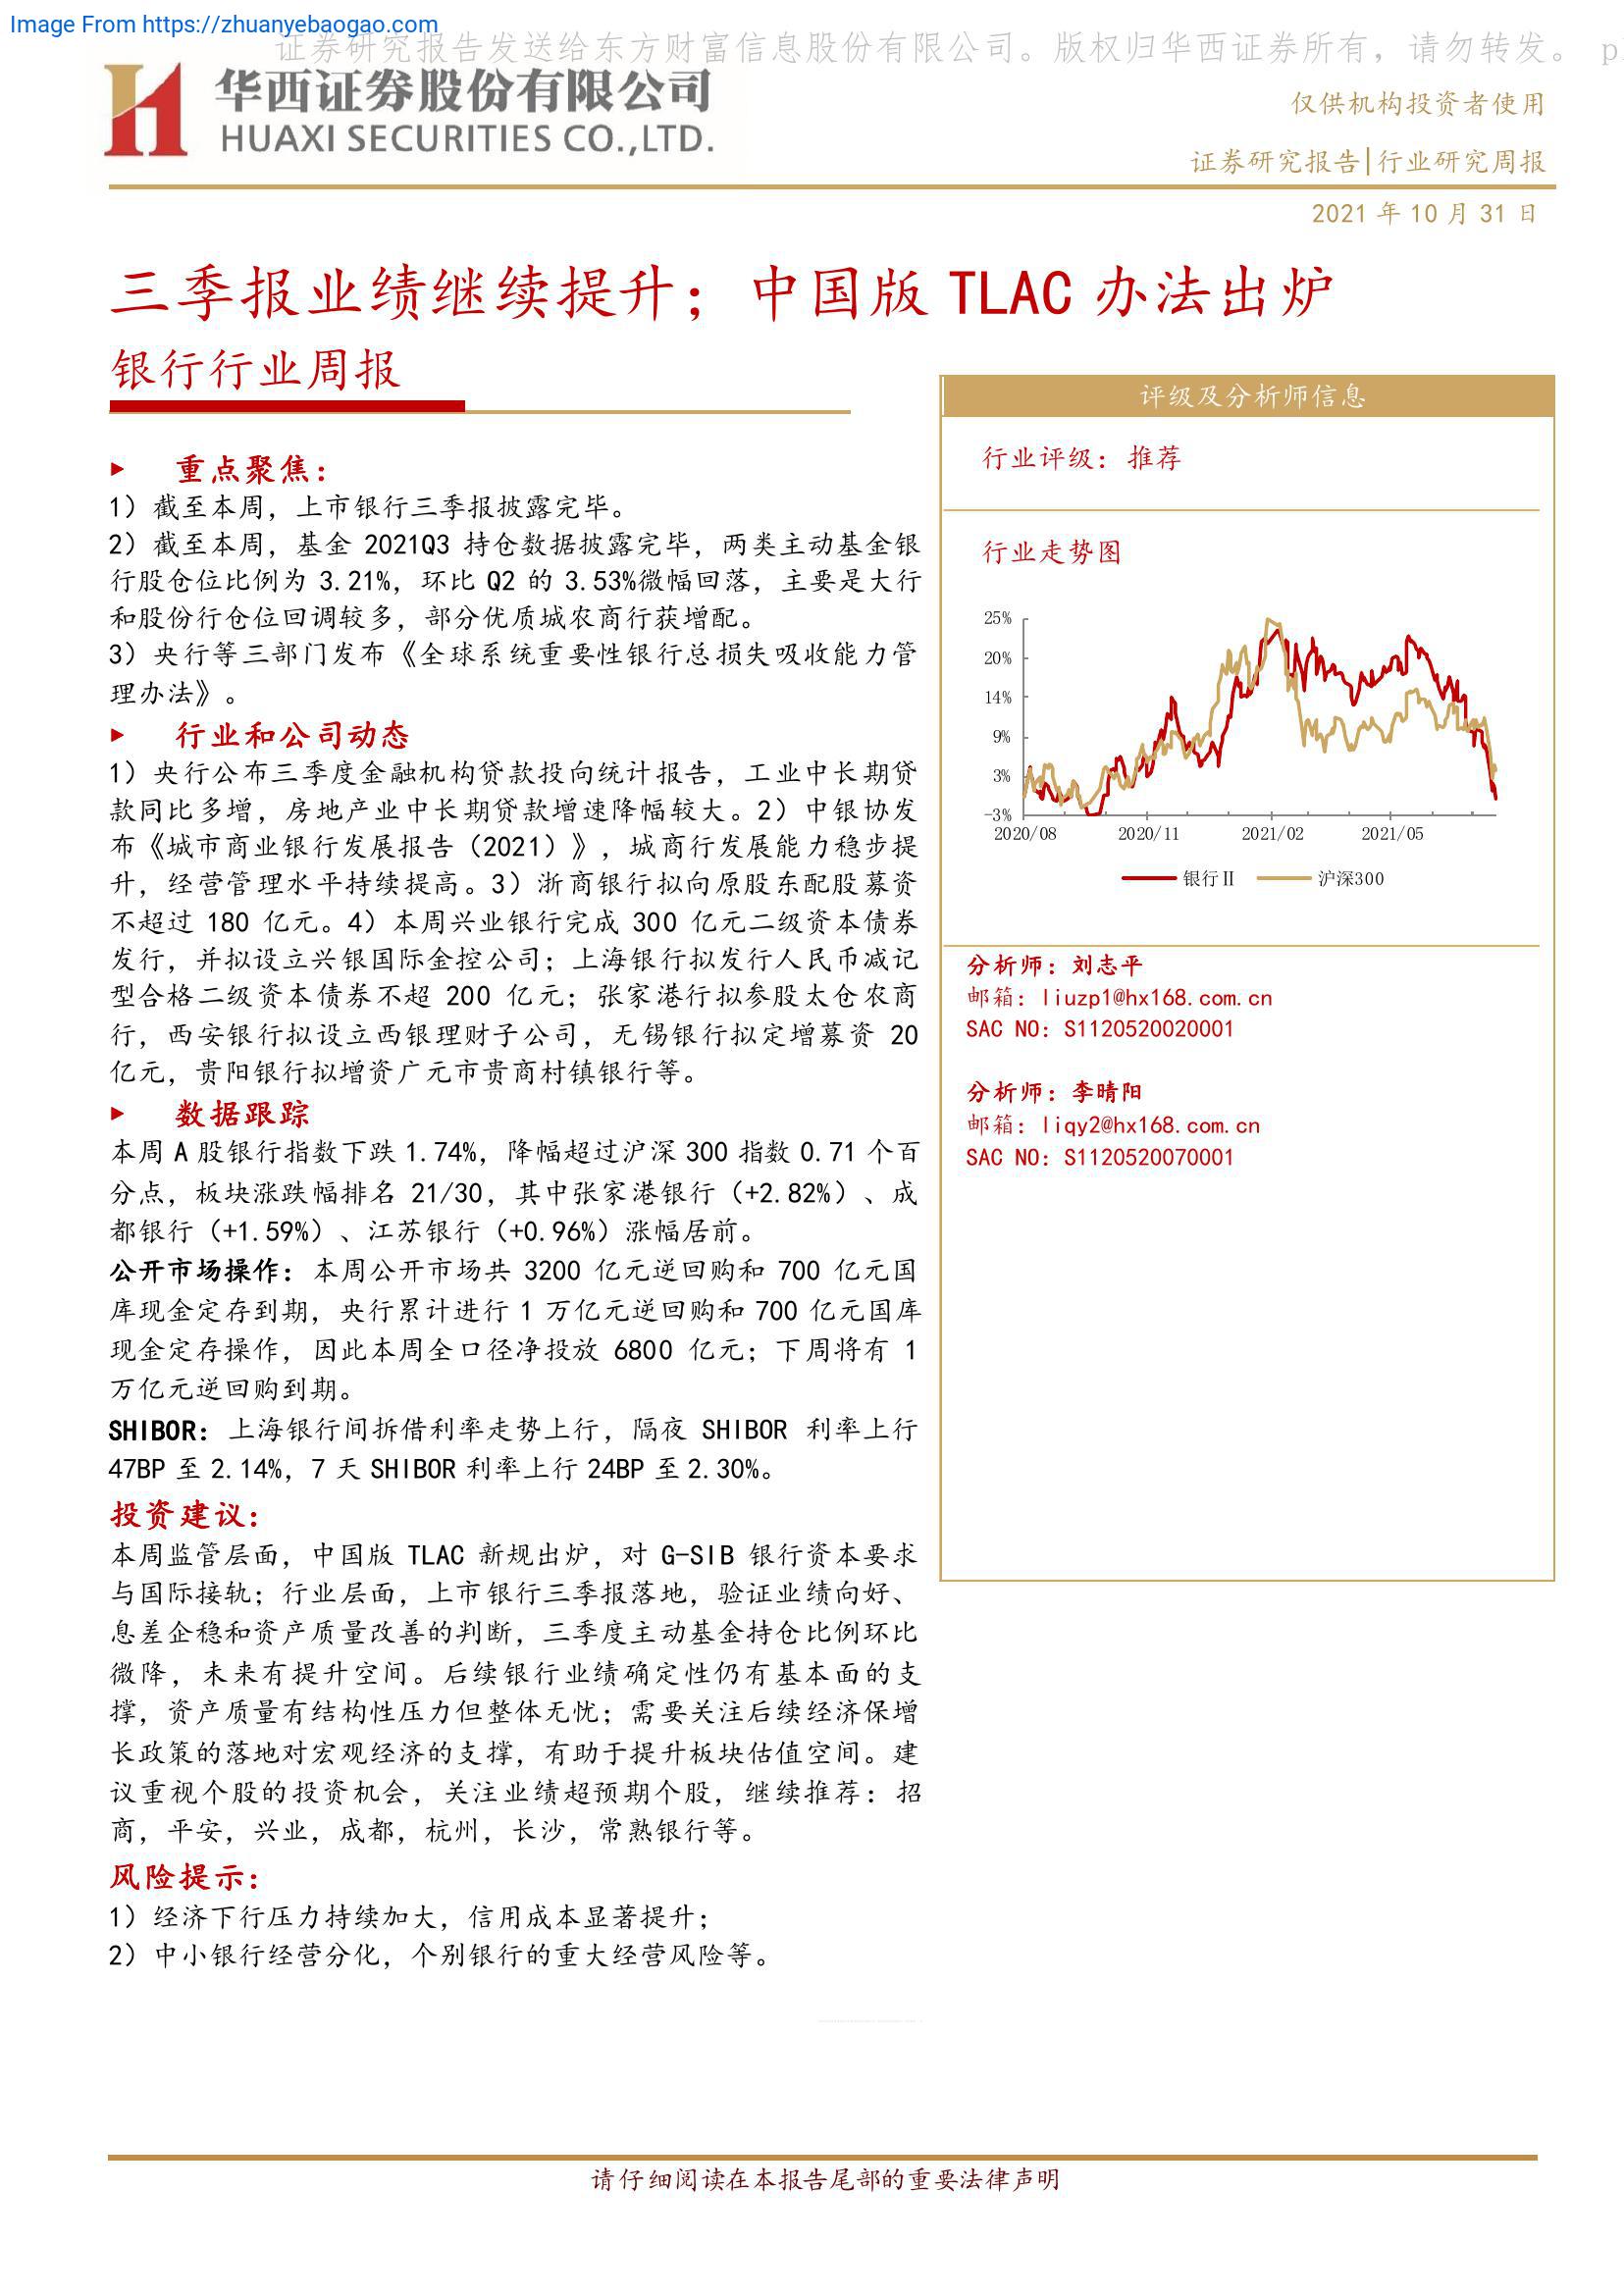 Image From https://zhuanyebaogao.com
证券研究报告发送给东方财富信息股份有限公司。版权归华西证券所有，请勿转发。 p
华西证券股份有限公司
HUAXI SECURITIES CO.,LTD.
仅供机构投资者使用
证券研究报告|行业研究周报
2021 年 10 月 31 日
三季报业绩继续提升；中国版 TLAC 办法出炉
银行行业周报
重点聚焦：
1）截至本周，上市银行三季报披露完毕。
2）截至本周，基金 2021Q3 持仓数据披露完毕，两类主动基金银
行股仓位比例为 3.21%，环比 Q2 的 3.53%微幅回落，主要是大行
和股份行仓位回调较多，部分优质城农商行获增配。
3）央行等三部门发布《全球系统重要性银行总损失吸收能力管
理办法》。
行业和公司动态
1）央行公布三季度金融机构贷款投向统计报告，工业中长期贷
款同比多增，房地产业中长期贷款增速降幅较大。2）中银协发
布《城市商业银行发展报告（2021）》，城商行发展能力稳步提
升，经营管理水平持续提高。3）浙商银行拟向原股东配股募资
不超过 180 亿元。4）本周兴业银行完成 300 亿元二级资本债券
发行，并拟设立兴银国际金控公司；上海银行拟发行人民币减记
型合格二级资本债券不超 200 亿元；张家港行拟参股太仓农商
行，西安银行拟设立西银理财子公司，无锡银行拟定增募资 20
亿元，贵阳银行拟增资广元市贵商村镇银行等。
数据跟踪
本周 A 股银行指数下跌 1.74%，降幅超过沪深 300 指数 0.71 个百
分点，板块涨跌幅排名 21/30，其中张家港银行（+2.82%）、成
都银行（+1.59%）、江苏银行（+0.96%）涨幅居前。
公开市场操作：本周公开市场共 3200 亿元逆回购和 700 亿元国
库现金定存到期，央行累计进行 1 万亿元逆回购和 700 亿元国库
现金定存操作，因此本周全口径净投放 6800 亿元；下周将有 1
万亿元逆回购到期。
SHIBOR：上海银行间拆借利率走势上行，隔夜 SHIBOR 利率上行
47BP 至 2.14%，7 天 SHIBOR 利率上行 24BP 至 2.30%。
投资建议：
本周监管层面，中国版 TLAC 新规出炉，对 G-SIB 银行资本要求
与国际接轨；行业层面，上市银行三季报落地，验证业绩向好、
息差企稳和资产质量改善的判断，三季度主动基金持仓比例环比
微降，未来有提升空间。后续银行业绩确定性仍有基本面的支
撑，资产质量有结构性压力但整体无忧；需要关注后续经济保增
长政策的落地对宏观经济的支撑，有助于提升板块估值空间。建
议重视个股的投资机会，关注业绩超预期个股，继续推荐：招
商，平安，兴业，成都，杭州，长沙，常熟银行等。
风险提示：
1）经济下行压力持续加大，信用成本显著提升；
2）中小银行经营分化，个别银行的重大经营风险等。
评级及分析师信息
行业评级：推荐
行业走势图
25%
20%
14%
9%
3%
-3%
2020/08 2020/11 2021/02 2021/05
银行Ⅱ 沪深300
分析师：刘志平
邮箱：liuzp1@hx168.com.cn
SAC NO：S1120520020001
分析师：李晴阳
邮箱：liqy2@hx168.com.cn
SAC NO：S1120520070001
请仔细阅读在本报告尾部的重要法律声明